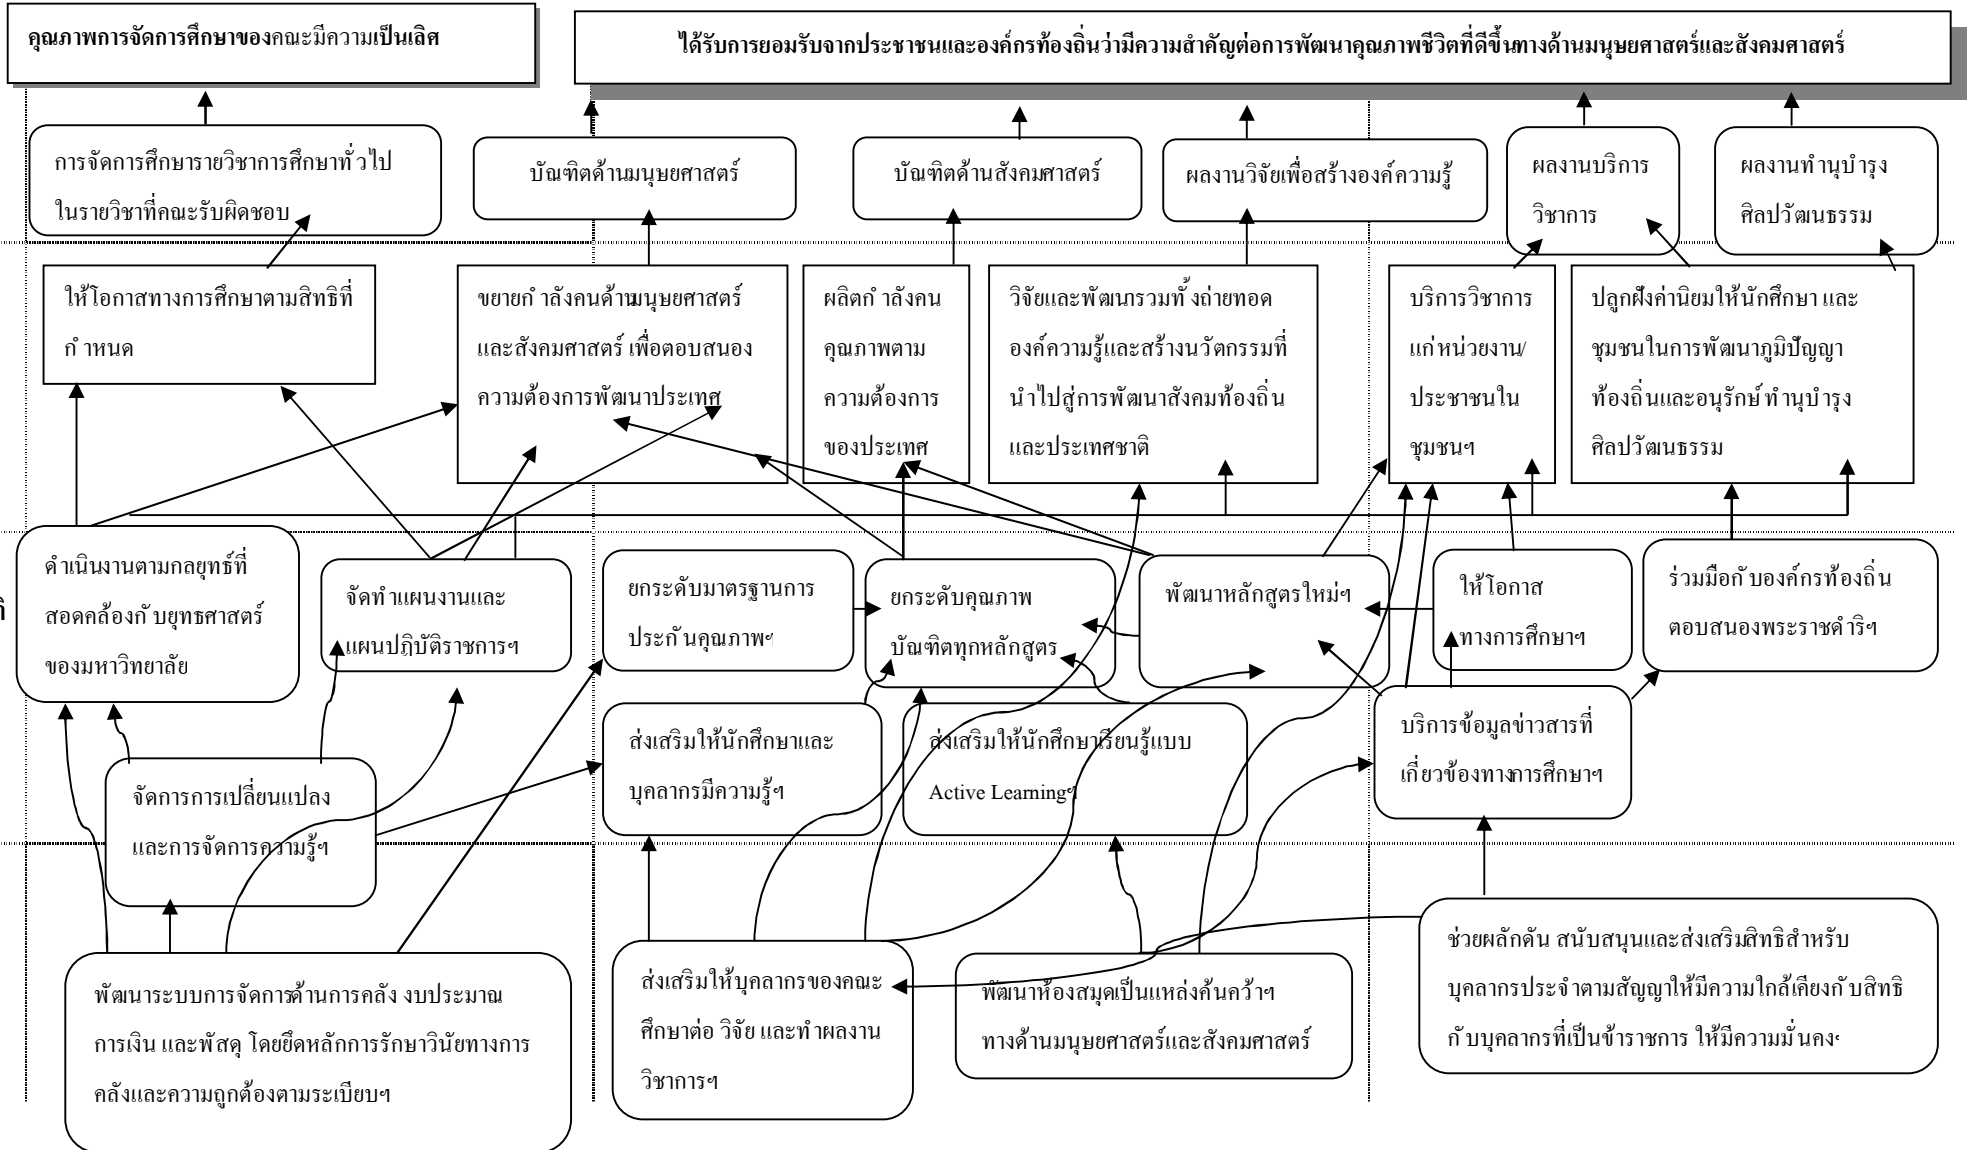 คุณภาพการจัดการศึกษาของคณะมีความเป็นเลิศ
ได้รับการยอมรับจากประชาชนและองค์กรท้องถิ่นว่ามีความสำคัญต่อการพัฒนาคุณภาพชีวิตที่ดีขึ้นทางด้านมนุษยศาสตร์และสังคมศาสตร์
การจัดการศึกษารายวิชาการศึกษาทั่วไป
ในรายวิชาที่คณะรับผิดชอบ
บัณฑิตด้านมนุษยศาสตร์
บัณฑิตด้านสังคมศาสตร์
ผลงานวิจัยเพื่อสร้างองค์ความรู้
ผลงานบริการ
วิชาการ
ผลงานทำนุบำรุง
ศิลปวัฒนธรรม
ให้โอกาสทางการศึกษาตามสิทธิที่
กำหนด
ขยายกำลังคนด้านมนุษยศาสตร์
และสังคมศาสตร์ เพื่อตอบสนอง
ความต้องการพัฒนาประเทศ
ผลิตกำลังคน
คุณภาพตาม
ความต้องการ
ของประเทศ
วิจัยและพัฒนารวมทั้งถ่ายทอด
องค์ความรู้และสร้างนวัตกรรมที่
นำไปสู่การพัฒนาสังคมท้องถิ่น
และประเทศชาติ
บริการวิชาการ
แก่หน่วยงาน/
ประชาชนใน
ชุมชนฯ
ปลูกฝังค่านิยมให้นักศึกษา และ
ชุมชนในการพัฒนาภูมิปัญญา
ท้องถิ่นและอนุรักษ์ ทำนุบำรุง
ศิลปวัฒนธรรม
ดำเนินงานตามกลยุทธ์ที่
สอดคล้องกับยุทธศาสตร์
ของมหาวิทยาลัย
จัดทำแผนงานและ
แผนปฏิบัติราชการฯ
ยกระดับมาตรฐานการ
ประกันคุณภาพฯ
ยกระดับคุณภาพ
บัณฑิตทุกหลักสูตร
พัฒนาหลักสูตรใหม่ฯ
ให้โอกาส
ทางการศึกษาฯ
ร่วมมือกับองค์กรท้องถิ่น
ตอบสนองพระราชดำริฯ
จัดการการเปลี่ยนแปลง
และการจัดการความรู้ฯ
ส่งเสริมให้นักศึกษาและ
บุคลากรมีความรู้ฯ
ส่งเสริมให้นักศึกษาเรียนรู้แบบ
Active Learningฯ
บริการข้อมูลข่าวสารที่
เกี่ยวข้องทางการศึกษาฯ
พัฒนาระบบการจัดการด้านการคลัง งบประมาณ
การเงิน และพัสดุ โดยยึดหลักการรักษาวินัยทางการ
คลังและความถูกต้องตามระเบียบฯ
ส่งเสริมให้บุคลากรของคณะ
ศึกษาต่อ วิจัย และทำผลงาน
วิชาการฯ
พัฒนาห้องสมุดเป็นแหล่งค้นคว้าฯ
ทางด้านมนุษยศาสตร์และสังคมศาสตร์
ช่วยผลักดัน สนับสนุนและส่งเสริมสิทธิสำหรับ
บุคลากรประจำตามสัญญาให้มีความใกล้เคียงกับสิทธิ
กับบุคลากรที่เป็นข้าราชการ ให้มีความมั่นคงฯ